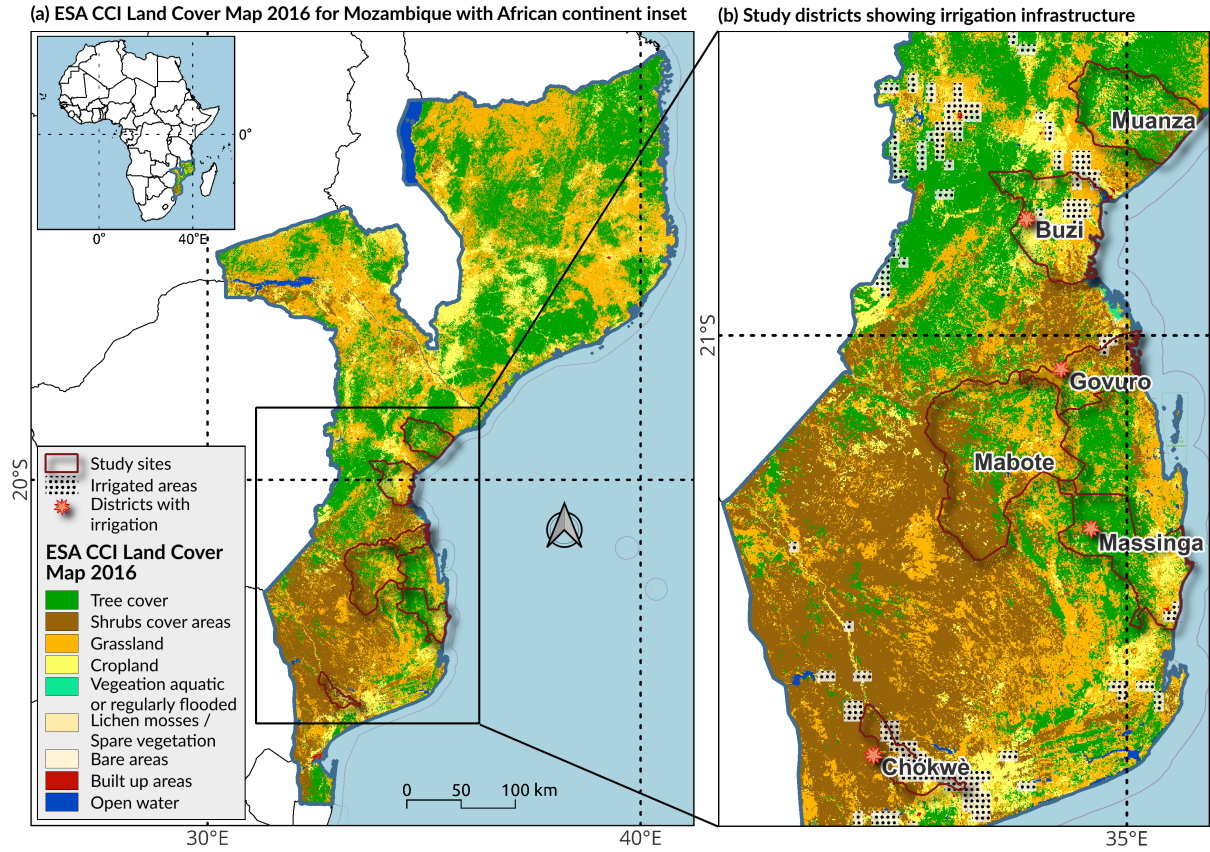 (a) ESA CCI Land Cover Map 2016 for Mozambique with African continent inset
(b) Study districts showing irrigation infrastructure
0°
0°
40°E
20°S
Study sites
Irrigated areas
Districts with
irrigation
ESA CCI Land Cover
Map 2016
Tree cover
Shrubs cover areas
Grassland
Cropland
Vegeation aquatic
or regularly flooded
Lichen mosses /
Spare vegetation
Bare areas
Built up areas
Open water
0 50 100 km
30°E
40°E
Muanza
Buzi
21°S
Govuro
Mabote
Massinga
Chókwè
35°E